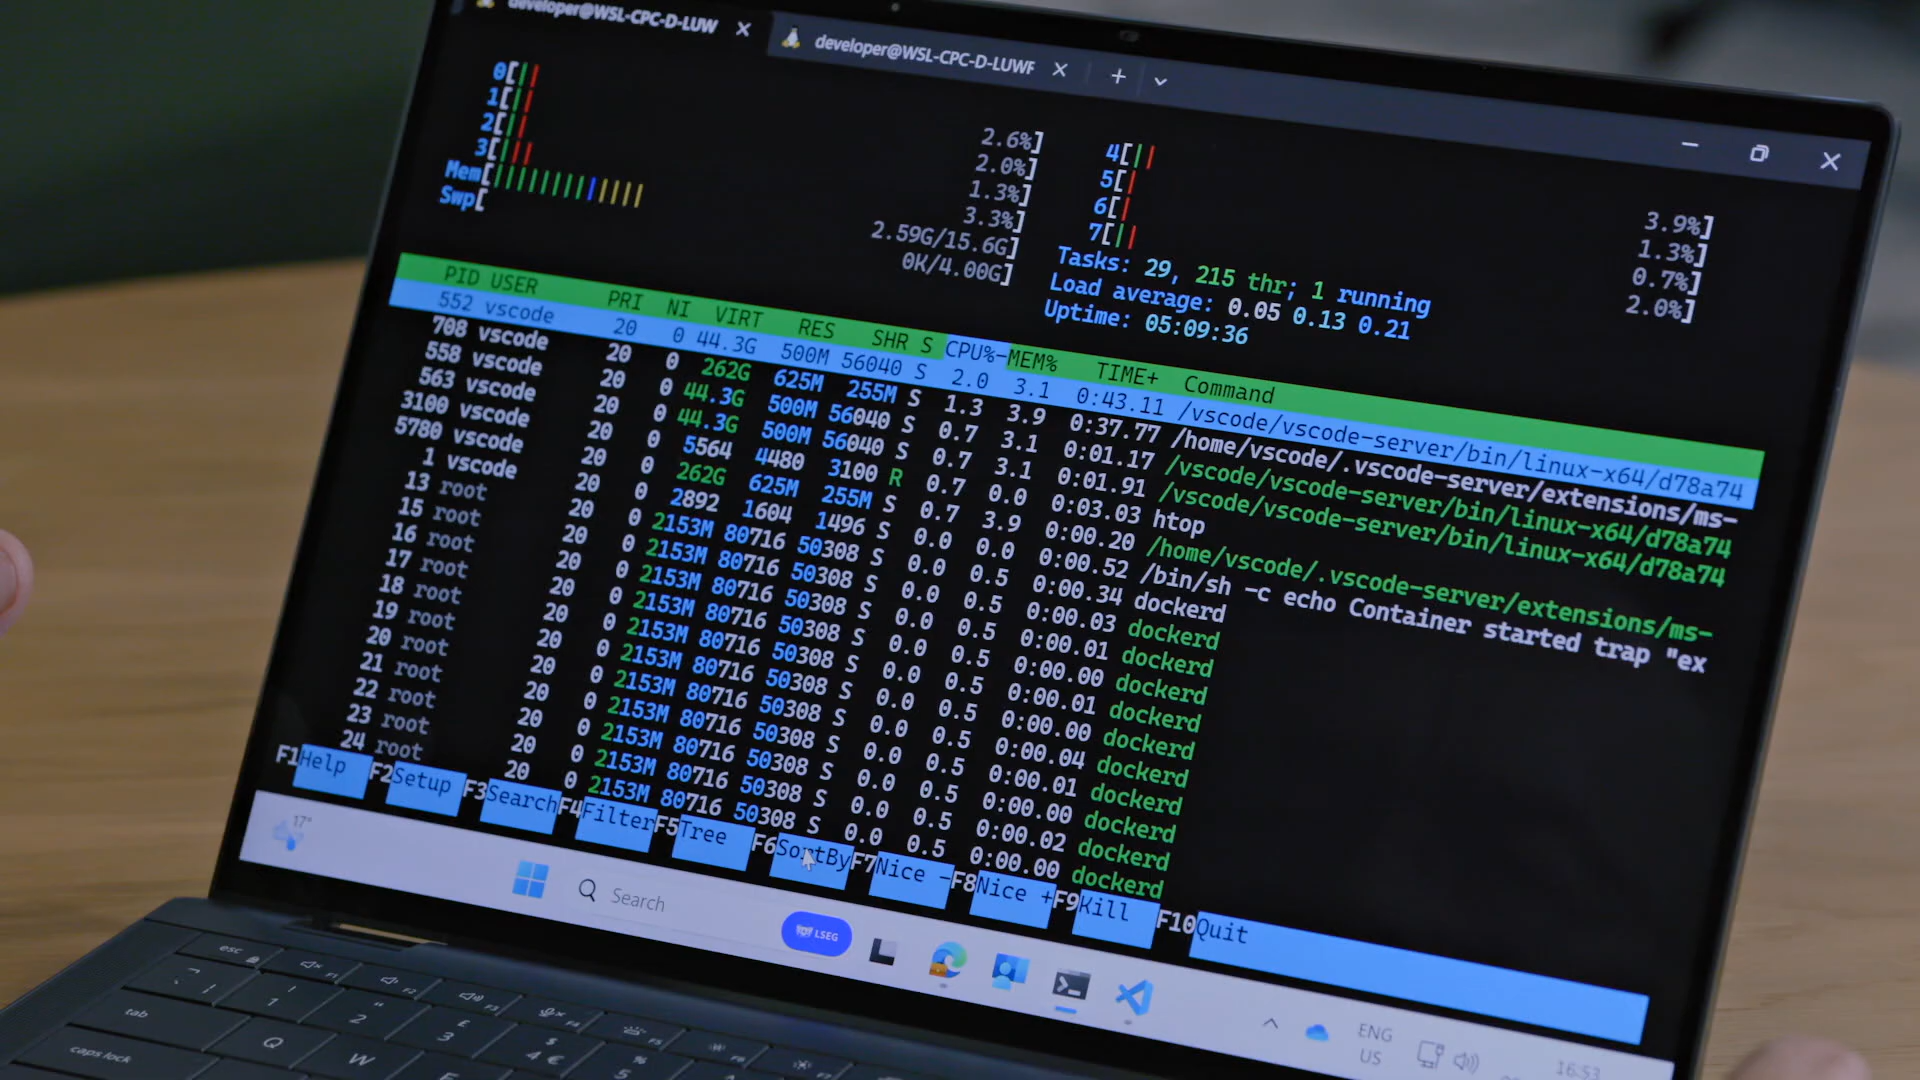 developer@WSL-CPC-D-LUW
developer@WSL-CPC-D-LUWF
0[|| 2.6%] 4[|| 3.9%]
1[|| 2.0%] 5[| 1.3%]
2[|| 1.3%] 6[| 0.7%]
3[||| 3.3%] 7[|| 2.0%]
Mem[||||||||||||||| 2.59G/15.6G] Tasks: 29, 215 thr; 1 running
Swp[ 0K/4.00G] Load average: 0.05 0.13 0.21
Uptime: 05:09:36
PID USER PRI NI VIRT RES SHR S CPU%-MEM% TIME+ Command
552 vscode 20 0 44.3G 500M 56040 S 2.0 3.1 0:43.11 /vscode/vscode-server/bin/linux-x64/d78a74
708 vscode 20 0 262G 625M 255M S 1.3 3.9 0:37.77 /home/vscode/.vscode-server/extensions/ms-
558 vscode 20 0 44.3G 500M 56040 S 0.7 3.1 0:01.17 /vscode/vscode-server/bin/linux-x64/d78a74
563 vscode 20 0 44.3G 500M 56040 S 0.7 3.1 0:01.91 /vscode/vscode-server/bin/linux-x64/d78a74
3100 vscode 20 0 5564 4480 3100 R 0.7 0.0 0:03.03 htop
5780 vscode 20 0 262G 625M 255M S 0.7 3.9 0:00.20 /home/vscode/.vscode-server/extensions/ms-
1 vscode 20 0 2892 1604 1496 S 0.0 0.0 0:00.52 /bin/sh -c echo Container started trap "ex
13 root 20 0 2153M 80716 50308 S 0.0 0.5 0:00.34 dockerd
15 root 20 0 2153M 80716 50308 S 0.0 0.5 0:00.03 dockerd
16 root 20 0 2153M 80716 50308 S 0.0 0.5 0:00.01 dockerd
17 root 20 0 2153M 80716 50308 S 0.0 0.5 0:00.00 dockerd
18 root 20 0 2153M 80716 50308 S 0.0 0.5 0:00.01 dockerd
19 root 20 0 2153M 80716 50308 S 0.0 0.5 0:00.00 dockerd
20 root 20 0 2153M 80716 50308 S 0.0 0.5 0:00.04 dockerd
21 root 20 0 2153M 80716 50308 S 0.0 0.5 0:00.01 dockerd
22 root 20 0 2153M 80716 50308 S 0.0 0.5 0:00.00 dockerd
23 root 20 0 2153M 80716 50308 S 0.0 0.5 0:00.02 dockerd
24 root 20 0 2153M 80716 50308 S 0.0 0.5 0:00.00 dockerd
F1Help F2Setup F3Search F4Filter F5Tree F6SortBy F7Nice - F8Nice + F9Kill F10Quit
17°
Search
LSEG
ENG
US
16:53
esc F1 F2 F3 F4 F5 F6 F7
! 1 " 2 £ 3 $ 4 € % 5
tab Q W
caps lock